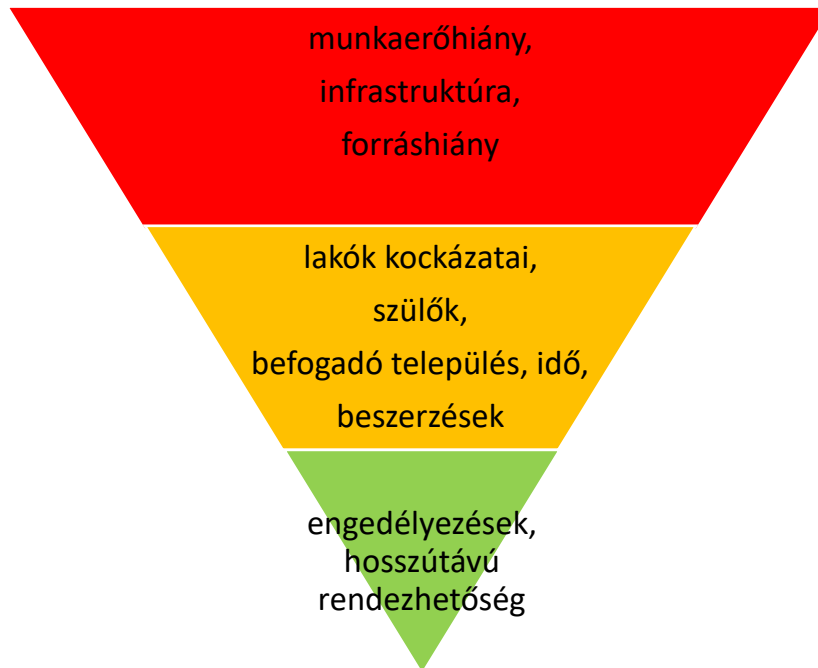 munkaerőhiány,
infrastruktúra,
forráshiány
lakók kockázatai,
szülők,
befogadó település, idő,
beszerzések
engedélyezések,
hosszútávú
rendezhetőség